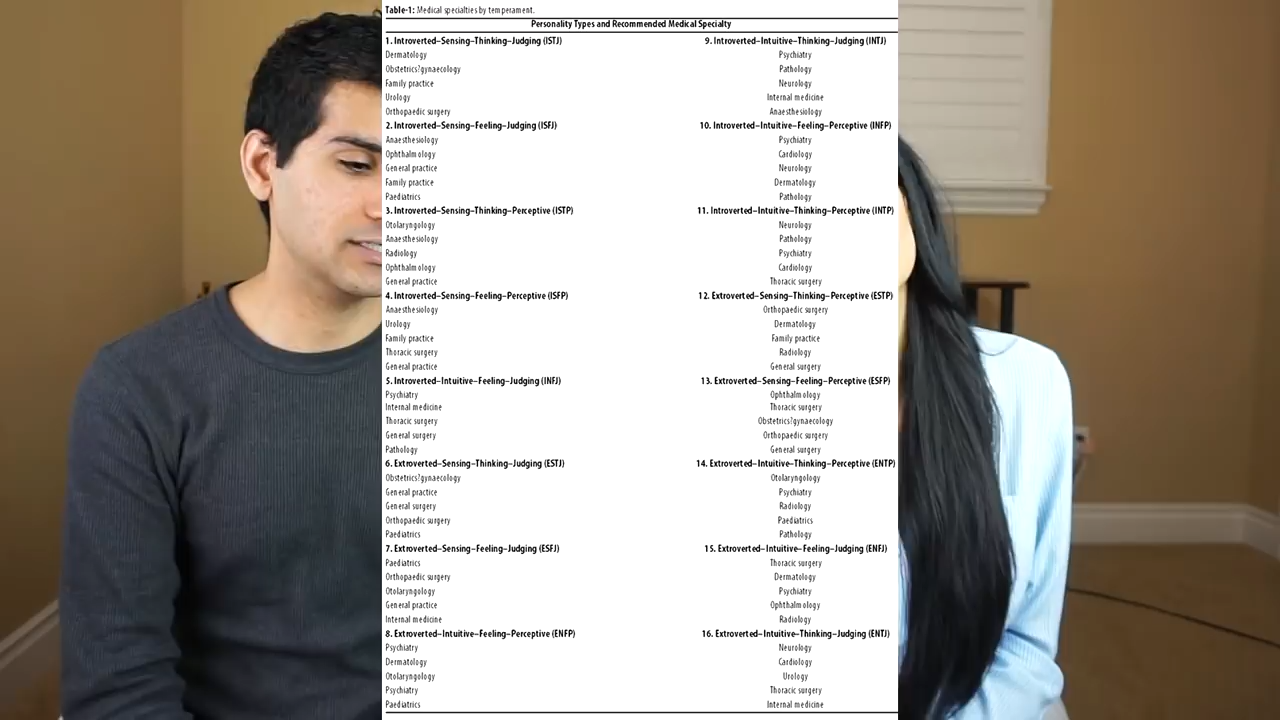 Table-1: Medical specialties by temperament.
Personality Types and Recommended Medical Specialty
1. Introverted–Sensing–Thinking–Judging (ISTJ)
Dermatology
Obstetrics?gynaecology
Family practice
Urology
Orthopaedic surgery
2. Introverted–Sensing–Feeling–Judging (ISFJ)
Anaesthesiology
Ophthalmology
General practice
Family practice
Paediatrics
3. Introverted–Sensing–Thinking–Perceptive (ISTP)
Otolaryngology
Anaesthesiology
Radiology
Ophthalmology
General practice
4. Introverted–Sensing–Feeling–Perceptive (ISFP)
Anaesthesiology
Urology
Family practice
Thoracic surgery
General practice
5. Introverted–Intuitive–Feeling–Judging (INFJ)
Psychiatry
Internal medicine
Thoracic surgery
General surgery
Pathology
6. Extroverted–Sensing–Thinking–Judging (ESTJ)
Obstetrics?gynaecology
General practice
General surgery
Orthopaedic surgery
Paediatrics
7. Extroverted–Sensing–Feeling–Judging (ESFJ)
Paediatrics
Orthopaedic surgery
Otolaryngology
General practice
Internal medicine
8. Extroverted–Intuitive–Feeling–Perceptive (ENFP)
Psychiatry
Dermatology
Otolaryngology
Psychiatry
Paediatrics
9. Introverted–Intuitive–Thinking–Judging (INTJ)
Psychiatry
Pathology
Neurology
Internal medicine
Anaesthesiology
10. Introverted–Intuitive–Feeling–Perceptive (INFP)
Psychiatry
Cardiology
Neurology
Dermatology
Pathology
11. Introverted–Intuitive–Thinking–Perceptive (INTP)
Neurology
Pathology
Psychiatry
Cardiology
Thoracic surgery
12. Extroverted–Sensing–Thinking–Perceptive (ESTP)
Orthopaedic surgery
Dermatology
Family practice
Radiology
General surgery
13. Extroverted–Sensing–Feeling–Perceptive (ESFP)
Ophthalmology
Thoracic surgery
Obstetrics?gynaecology
Orthopaedic surgery
General surgery
14. Extroverted–Intuitive–Thinking–Perceptive (ENTP)
Otolaryngology
Psychiatry
Radiology
Paediatrics
Pathology
15. Extroverted–Intuitive–Feeling–Judging (ENFJ)
Thoracic surgery
Dermatology
Psychiatry
Ophthalmology
Radiology
16. Extroverted–Intuitive–Thinking–Judging (ENTJ)
Neurology
Cardiology
Urology
Thoracic surgery
Internal medicine